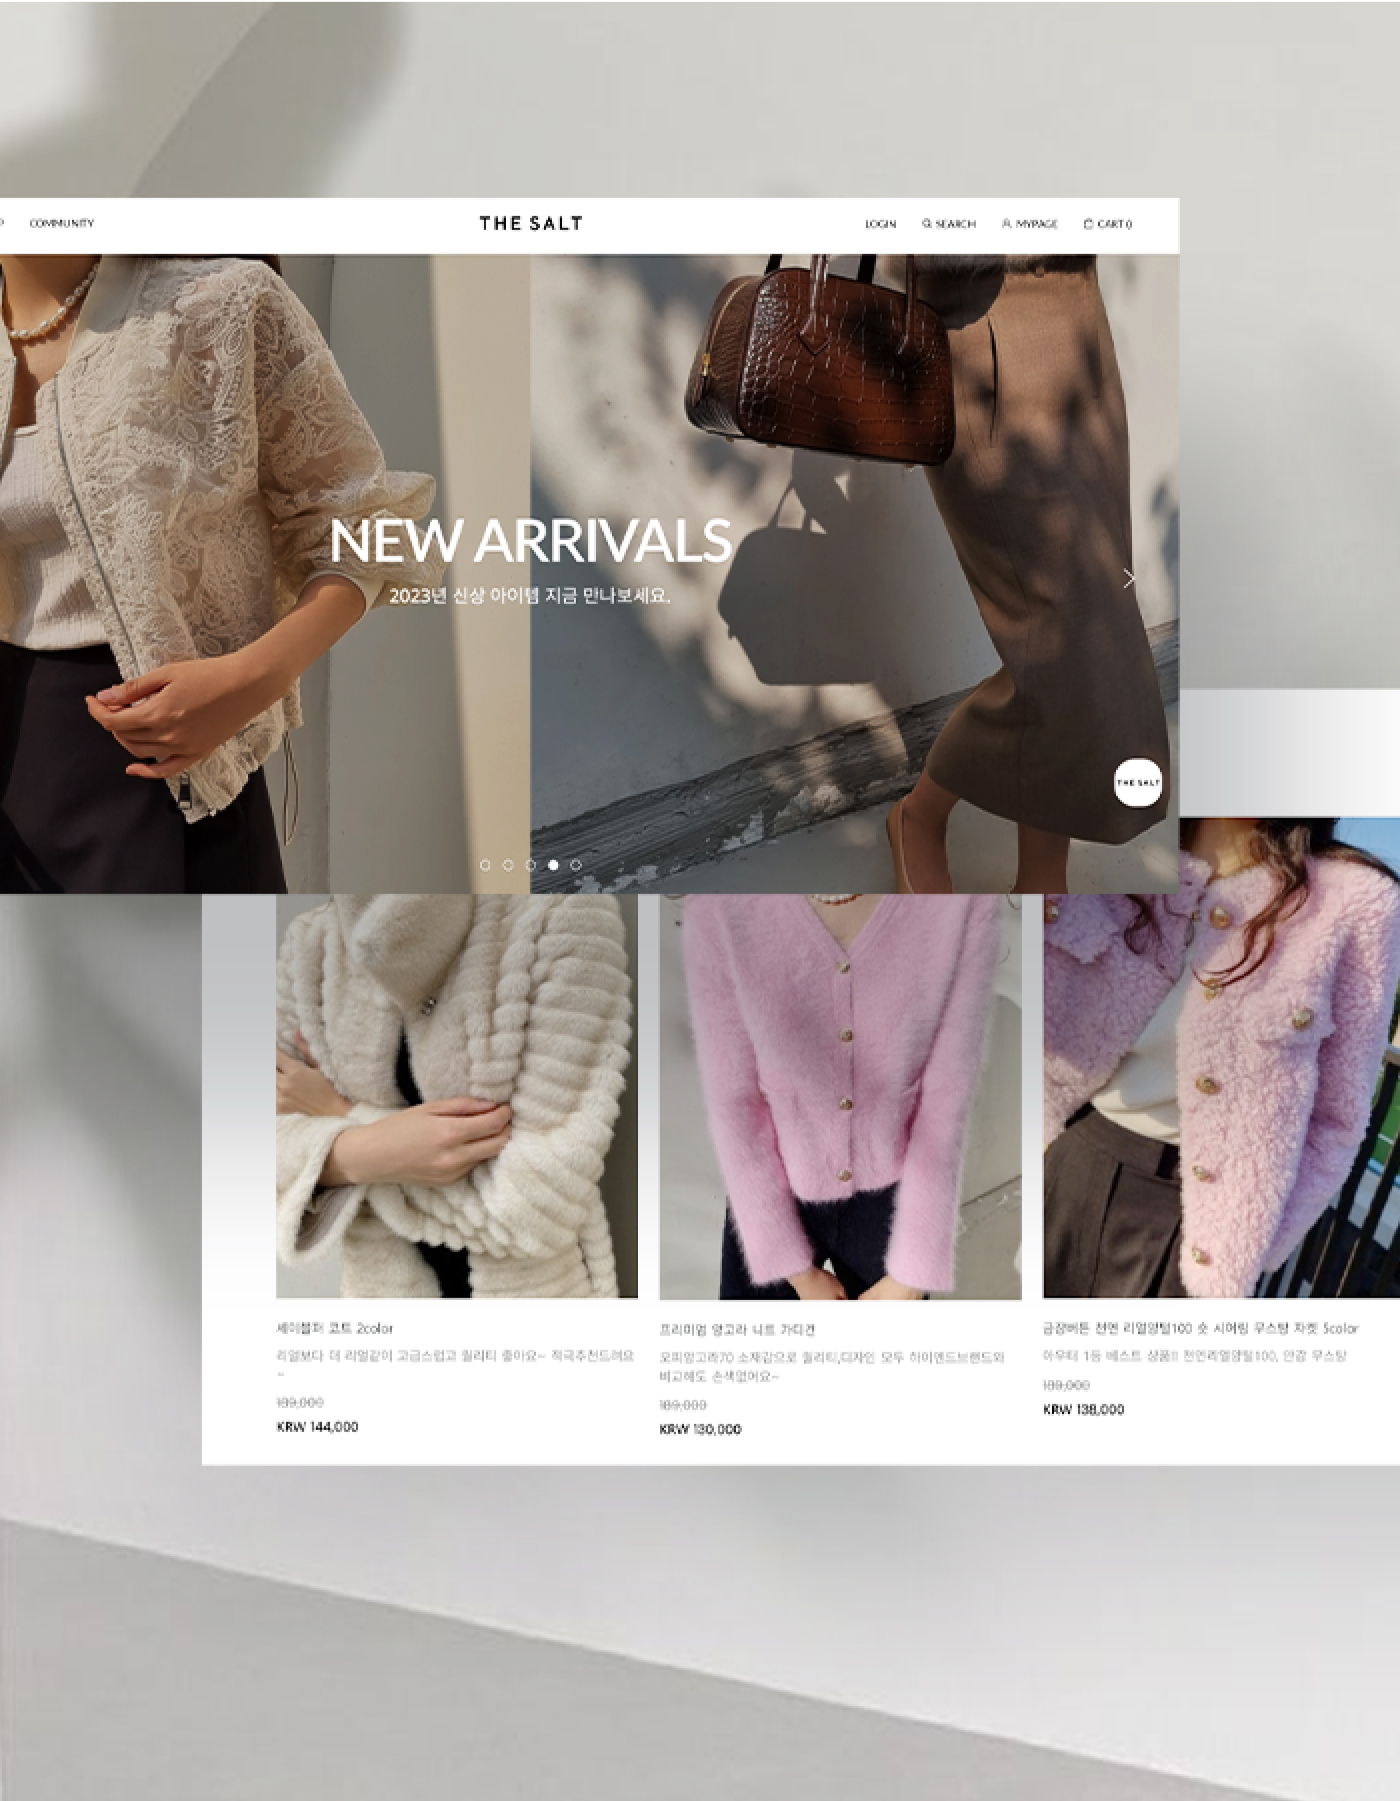 COMMUNITY
THE SALT
LOGIN
SEARCH
MYPAGE
CART 0
NEW ARRIVALS
2023년 신상 아이템 지금 만나보세요.
THE SALT
세이블퍼 코트 2color
리얼보다 더 리얼같이 고급스럽고 퀄리티 좋아요~ 적극추천드려요
~
189,000
KRW 144,000
프리미엄 앙고라 니트 가디건
모피앙고라70 소재감으로 퀄리티,디자인 모두 하이엔드브랜드와
비교해도 손색없어요~
169,000
KRW 130,000
금장버튼 천연 리얼양털100 숏 시어링 무스탕 자켓 5color
아우터 1등 베스트 상품!! 천연리얼양털100, 안감 무스탕
189,000
KRW 138,000